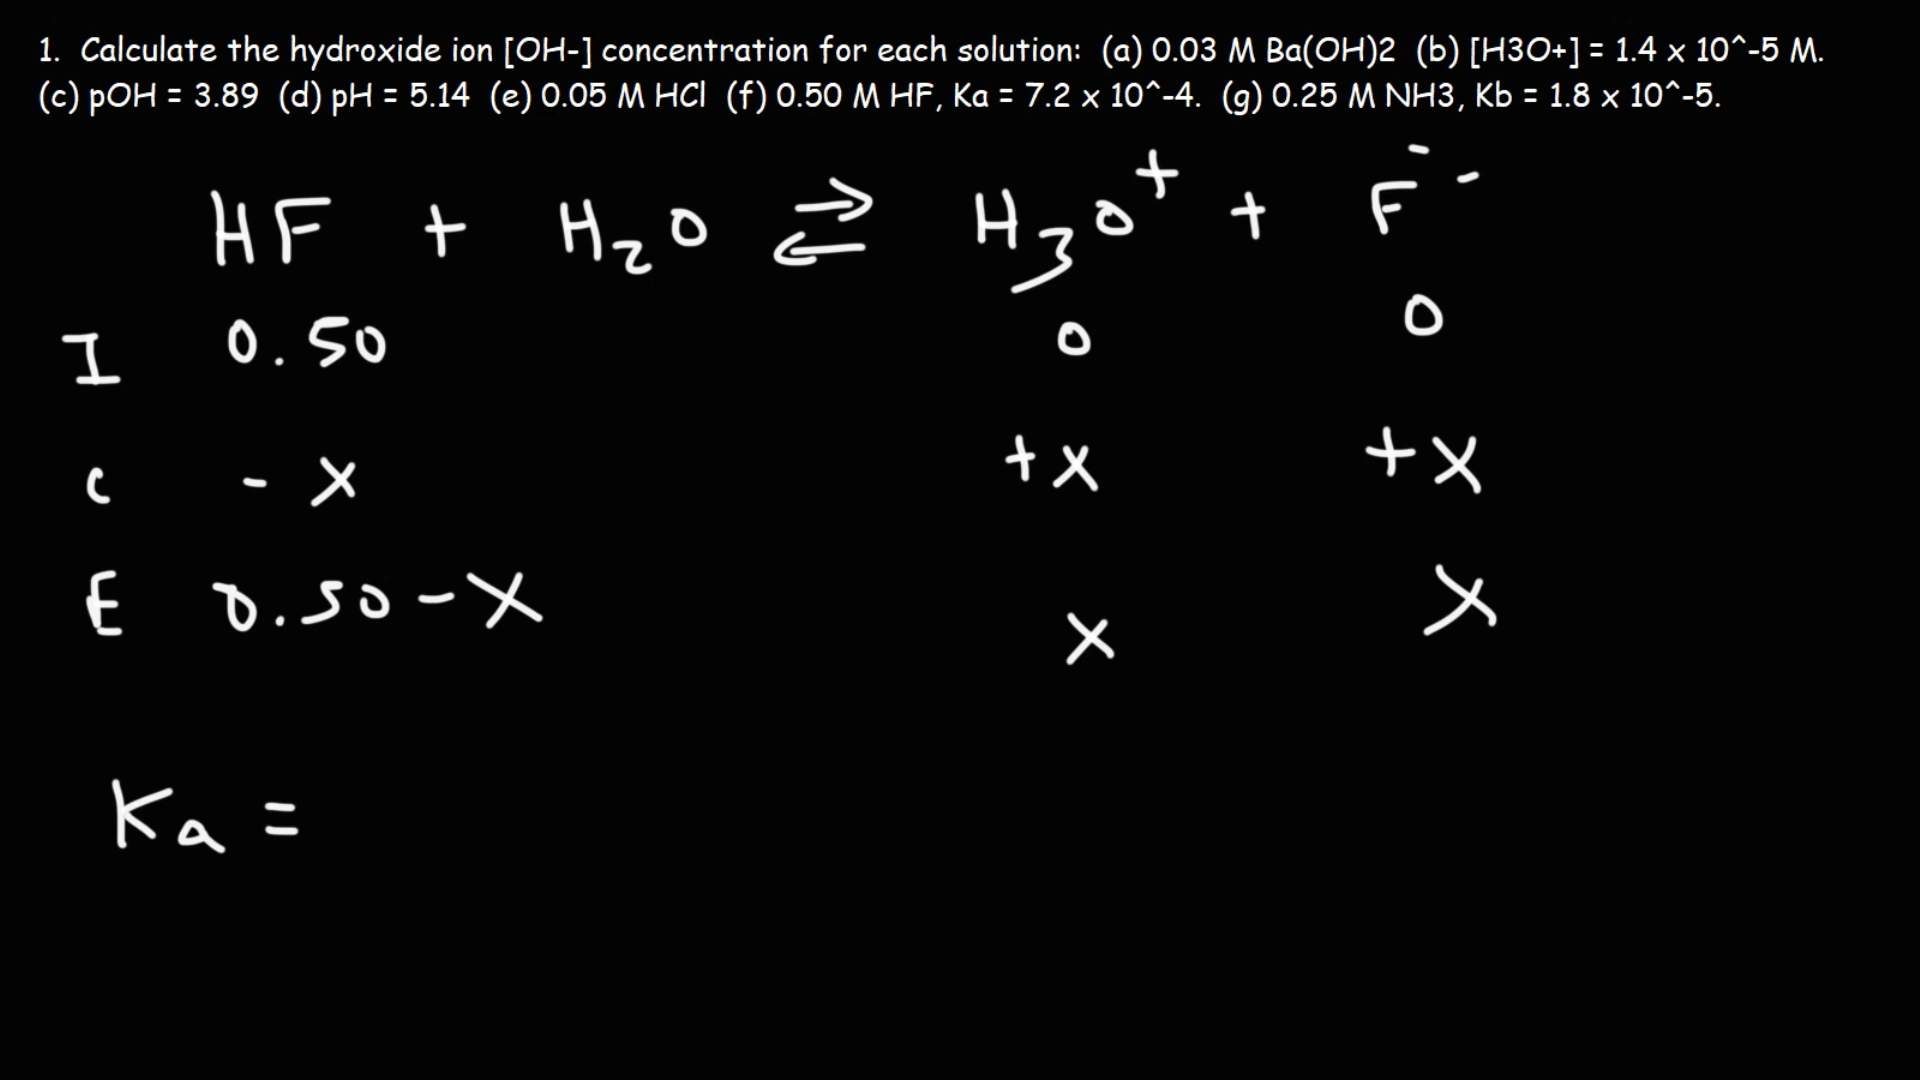 1. Calculate the hydroxide ion [OH-] concentration for each solution: (a) 0.03 M Ba(OH)2 (b) [H3O+] = 1.4 x 10^-5 M.
(c) pOH = 3.89 (d) pH = 5.14 (e) 0.05 M HCl (f) 0.50 M HF, Ka = 7.2 x 10^-4. (g) 0.25 M NH3, Kb = 1.8 x 10^-5.
HF + H₂O ⇌ H₃O⁺ + F⁻
I 0.50 0 0
C - x + x + x
E 0.50 - x x x
Ka =